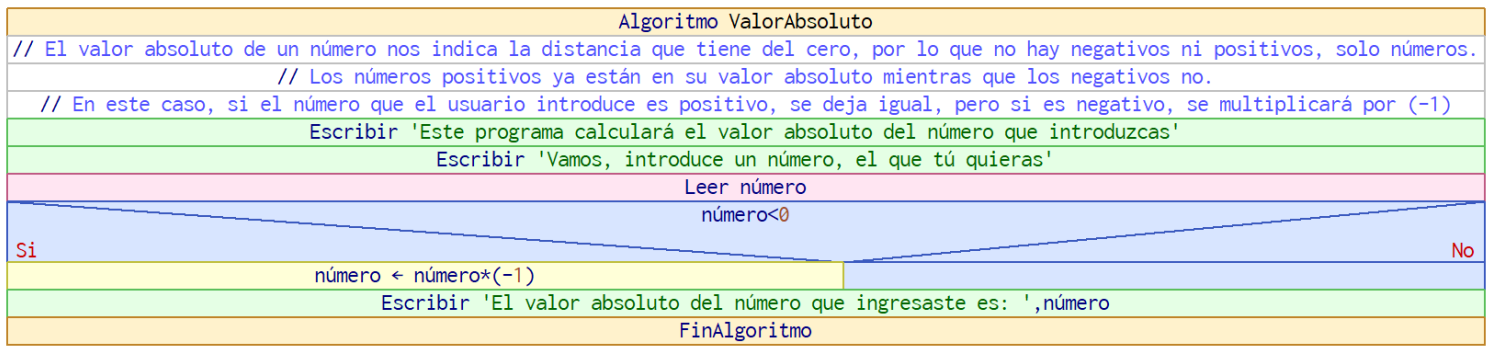 Algoritmo ValorAbsoluto
// El valor absoluto de un número nos indica la distancia que tiene del cero, por lo que no hay negativos ni positivos, solo números.
// Los números positivos ya están en su valor absoluto mientras que los negativos no.
// En este caso, si el número que el usuario introduce es positivo, se deja igual, pero si es negativo, se multiplicará por (-1)
Escribir 'Este programa calculará el valor absoluto del número que introduzcas'
Escribir 'Vamos, introduce un número, el que tú quieras'
Leer número
número<0
Si No
número ← número*(-1)
Escribir 'El valor absoluto del número que ingresaste es: ',número
FinAlgoritmo